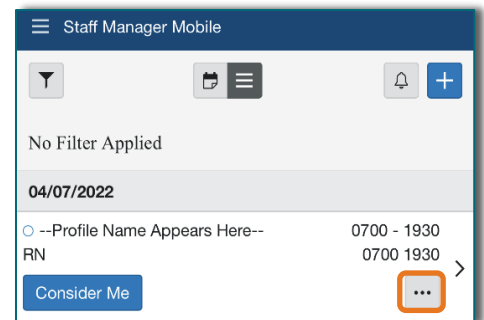 Staff Manager Mobile
No Filter Applied
04/07/2022
--Profile Name Appears Here-- 0700 - 1930
RN 0700 1930
Consider Me